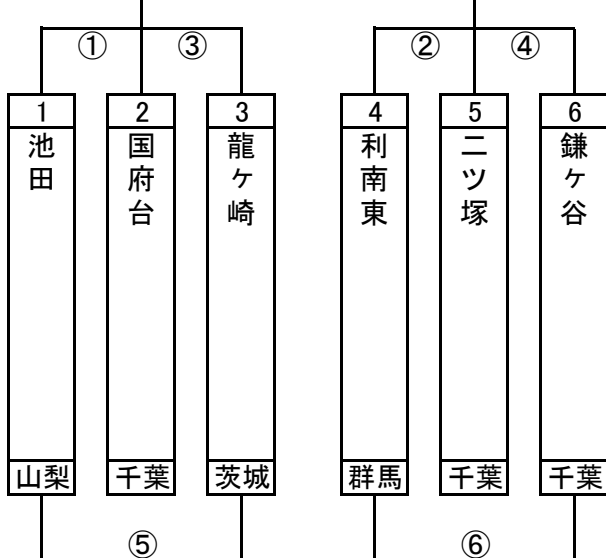 ① ③ ② ④
1 2 3 4 5 6
池田
国府台
龍ヶ崎
利南東
二ツ塚
鎌ヶ谷
山梨 千葉 茨城 群馬 千葉 千葉
⑤ ⑥